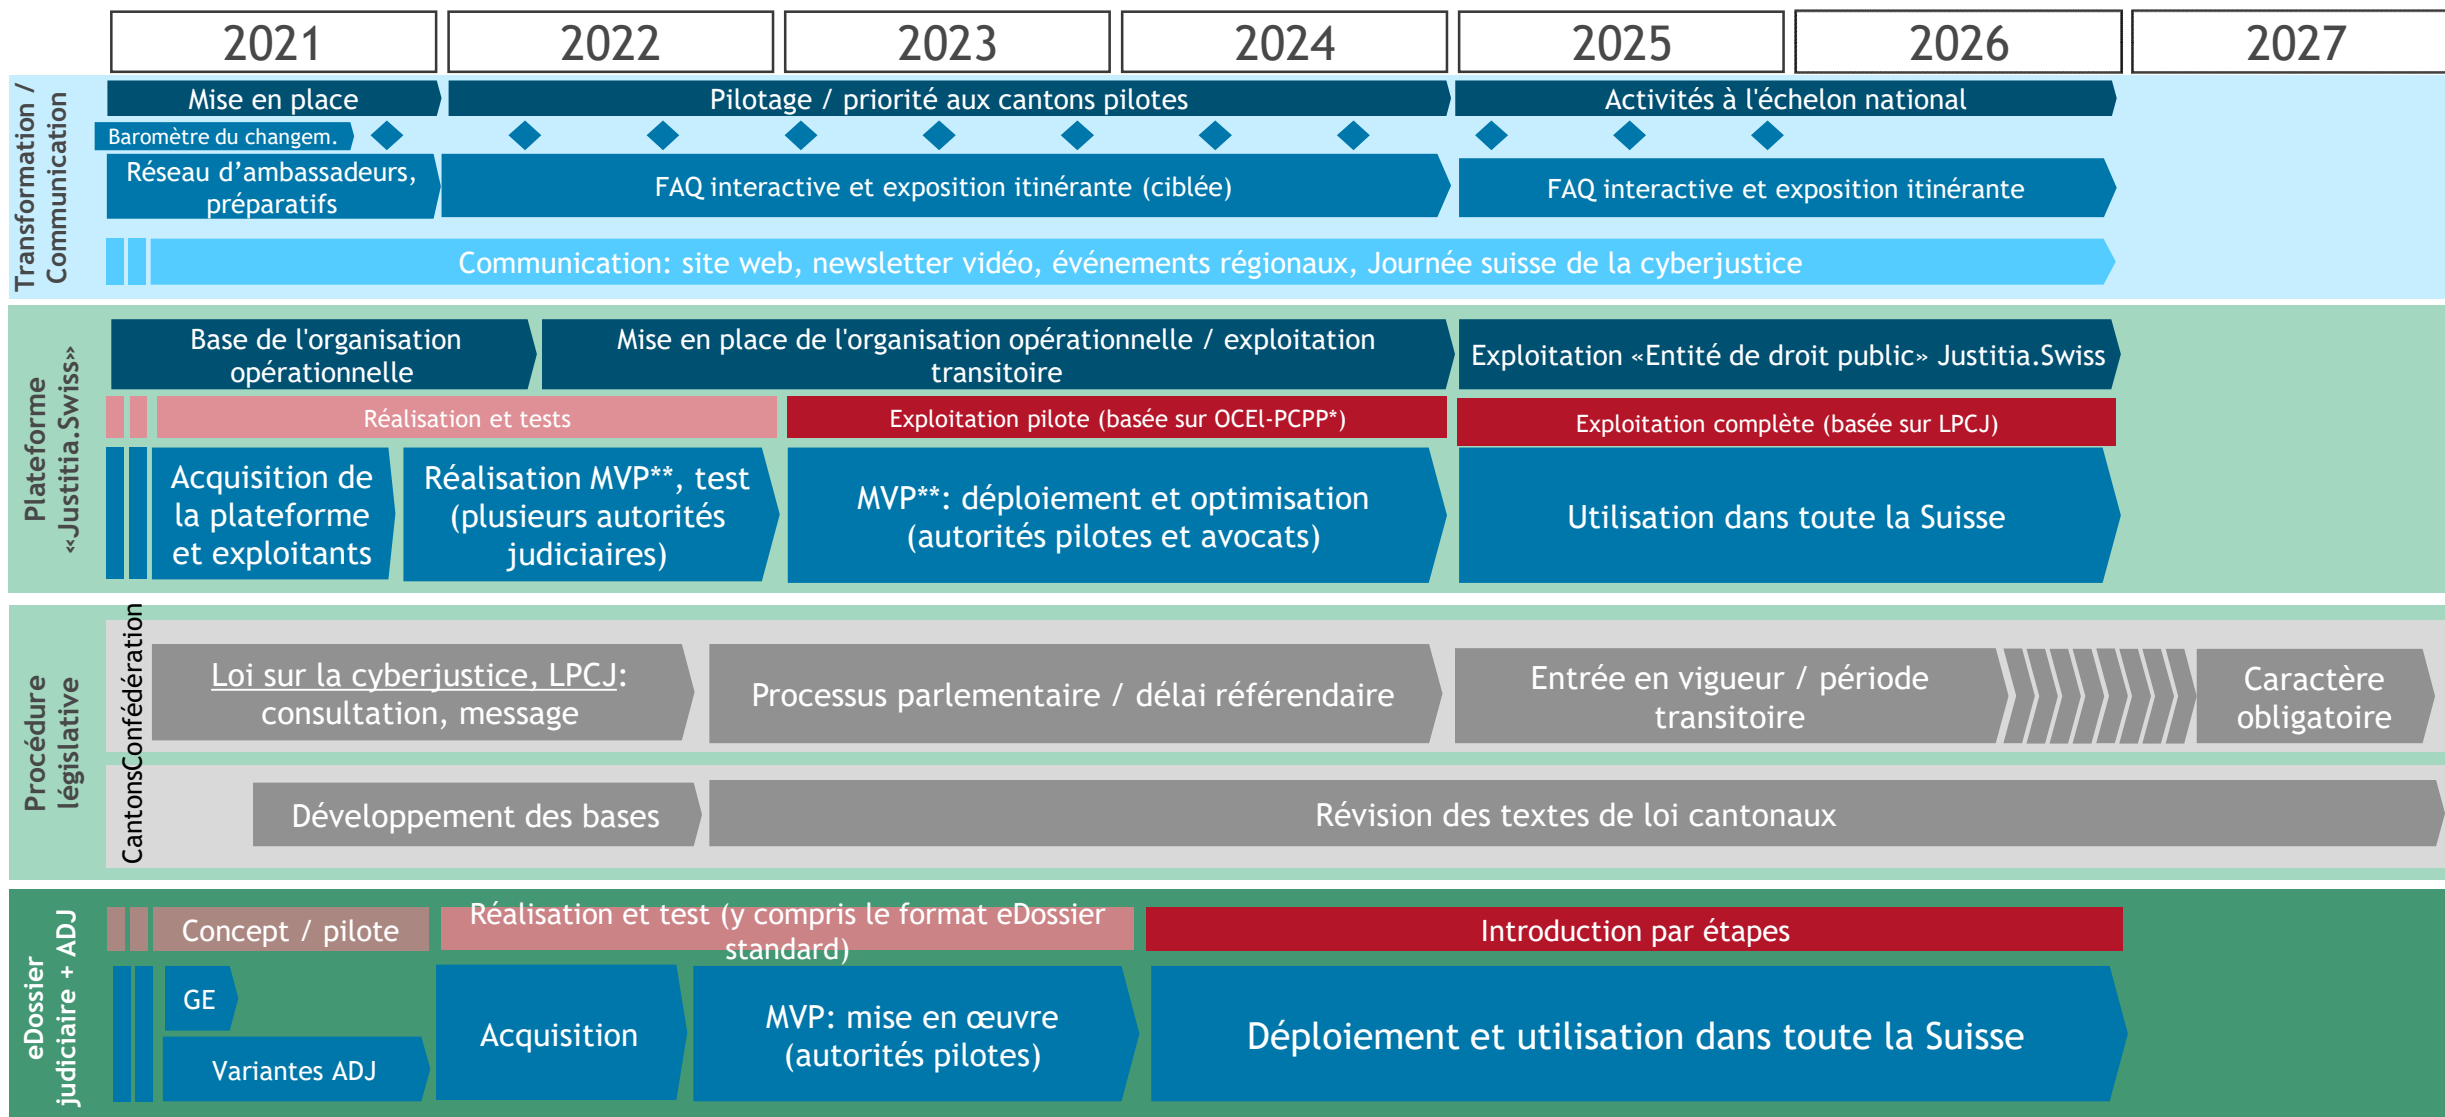 2021
2022
2023
2024
2025
2026
2027
Transformation /
Communication
Mise en place
Pilotage / priorité aux cantons pilotes
Activités à l'échelon national
Baromètre du changem.
Réseau d’ambassadeurs,
préparatifs
FAQ interactive et exposition itinérante (ciblée)
FAQ interactive et exposition itinérante
Communication: site web, newsletter vidéo, événements régionaux, Journée suisse de la cyberjustice
Plateforme
«Justitia.Swiss»
Base de l'organisation
opérationnelle
Mise en place de l'organisation opérationnelle / exploitation
transitoire
Exploitation «Entité de droit public» Justitia.Swiss
Réalisation et tests
Exploitation pilote (basée sur OCEl-PCPP*)
Exploitation complète (basée sur LPCJ)
Acquisition de
la plateforme
et exploitants
Réalisation MVP**, test
(plusieurs autorités
judiciaires)
MVP**: déploiement et optimisation
(autorités pilotes et avocats)
Utilisation dans toute la Suisse
Procédure
législative
Confédération
Loi sur la cyberjustice, LPCJ:
consultation, message
Processus parlementaire / délai référendaire
Entrée en vigueur / période
transitoire
Caractère
obligatoire
Cantons
Développement des bases
Révision des textes de loi cantonaux
eDossier
judiciaire + ADJ
Concept / pilote
Réalisation et test (y compris le format eDossier
standard)
Introduction par étapes
GE
Variantes ADJ
Acquisition
MVP: mise en œuvre
(autorités pilotes)
Déploiement et utilisation dans toute la Suisse